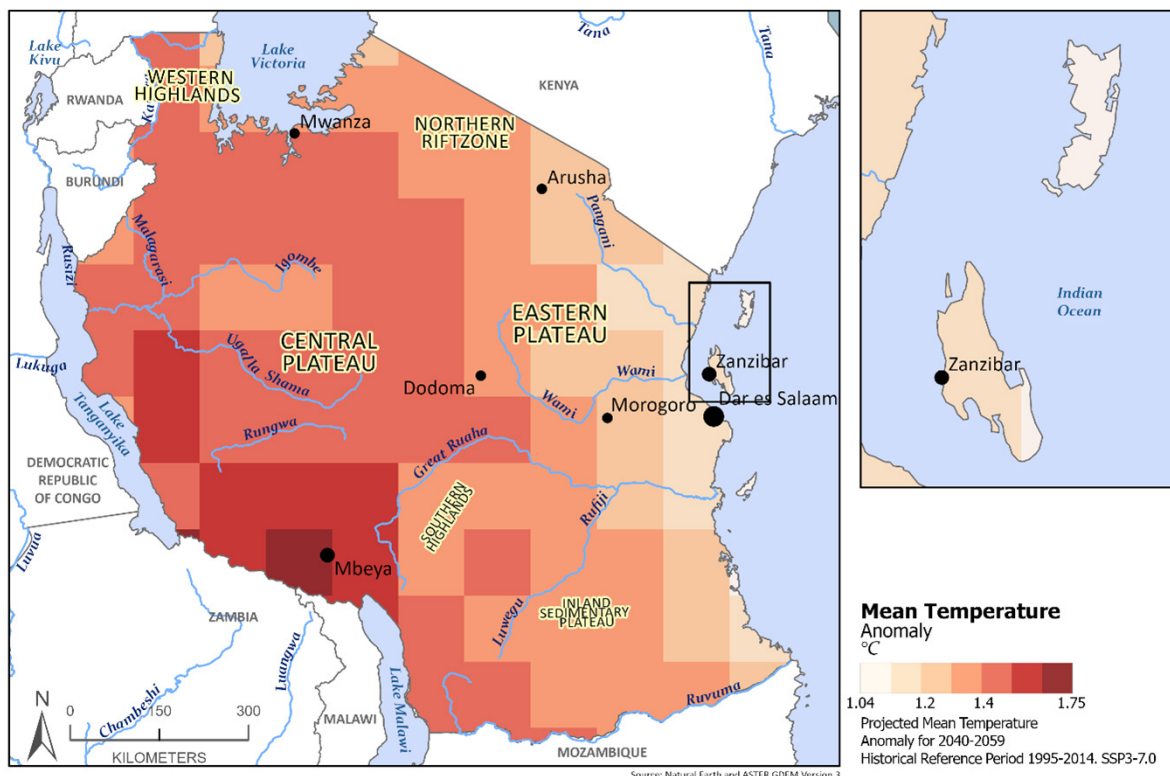 Lake
Kivu
RWANDA
Ka
WESTERN
HIGHLANDS
Lake
Victoria
Tana
Tana
KENYA
Mwanza
NORTHERN
RIFTZONE
BURUNDI
Arusha
Pangani
Rusizi
Malagarasi
Igombe
CENTRAL
PLATEAU
EASTERN
PLATEAU
Ugalla Shama
Zanzibar
Lukuga
Dodoma
Wami
Wami
Dar es Salaam
Morogoro
Lake
Tanganyika
Rungwa
Great Ruaha
DEMOCRATIC
REPUBLIC
OF CONGO
SOUTHERN
HIGHLANDS
Rufiji
Luvua
Mbeya
INLAND
SEDIMENTARY
PLATEAU
Luwegu
ZAMBIA
Luangwa
Chambeshi
Lake Malawi
Ruvuma
MALAWI
MOZAMBIQUE
N
0 150 300
KILOMETERS
Source: Natural Earth and ASTER GDEM Version 3
Indian
Ocean
Zanzibar
Mean Temperature
Anomaly
°C
1.04 1.2 1.4 1.75
Projected Mean Temperature
Anomaly for 2040-2059
Historical Reference Period 1995-2014. SSP3-7.0